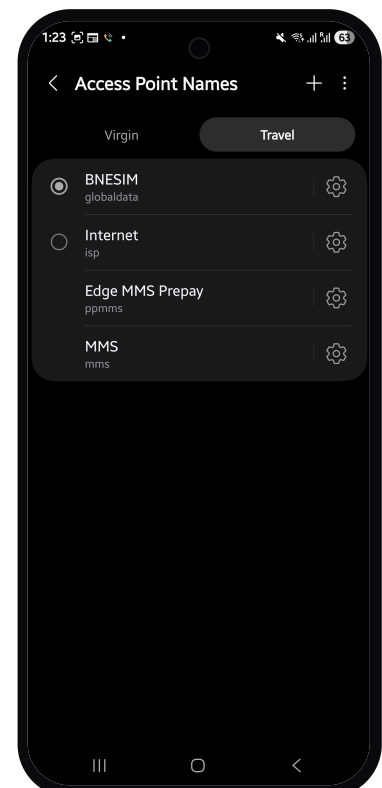 1:23
63
Access Point Names
Virgin
Travel
BNESIM
globaldata
Internet
isp
Edge MMS Prepay
ppmms
MMS
mms